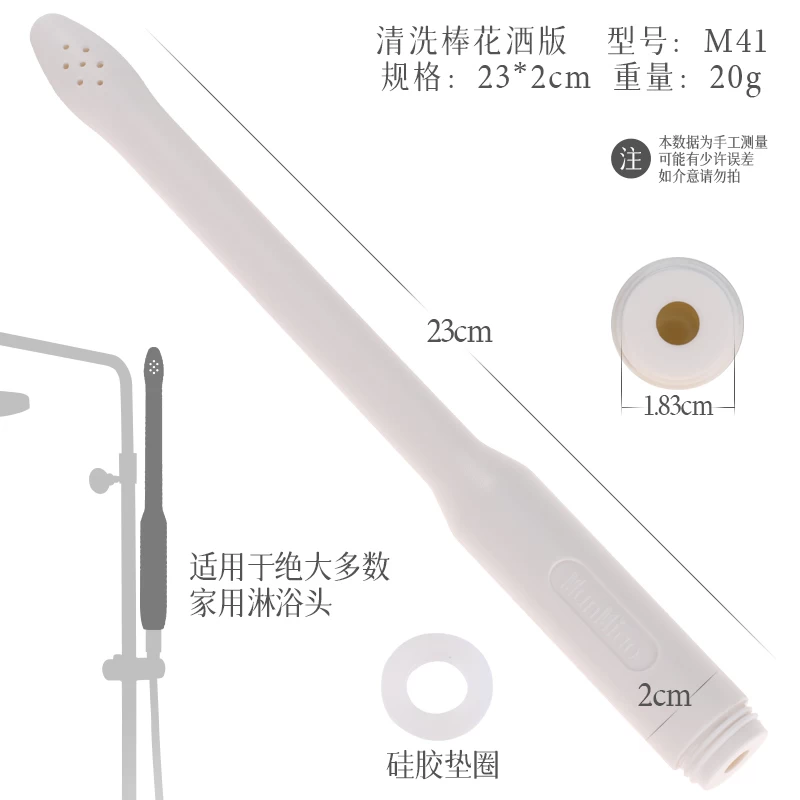 清洗棒花洒版 型号：M41
规格：23*2cm 重量：20g
注
本数据为手工测量
可能有少许误差
如介意请勿拍
23cm
1.83cm
适用于绝大多数
家用淋浴头
2cm
硅胶垫圈